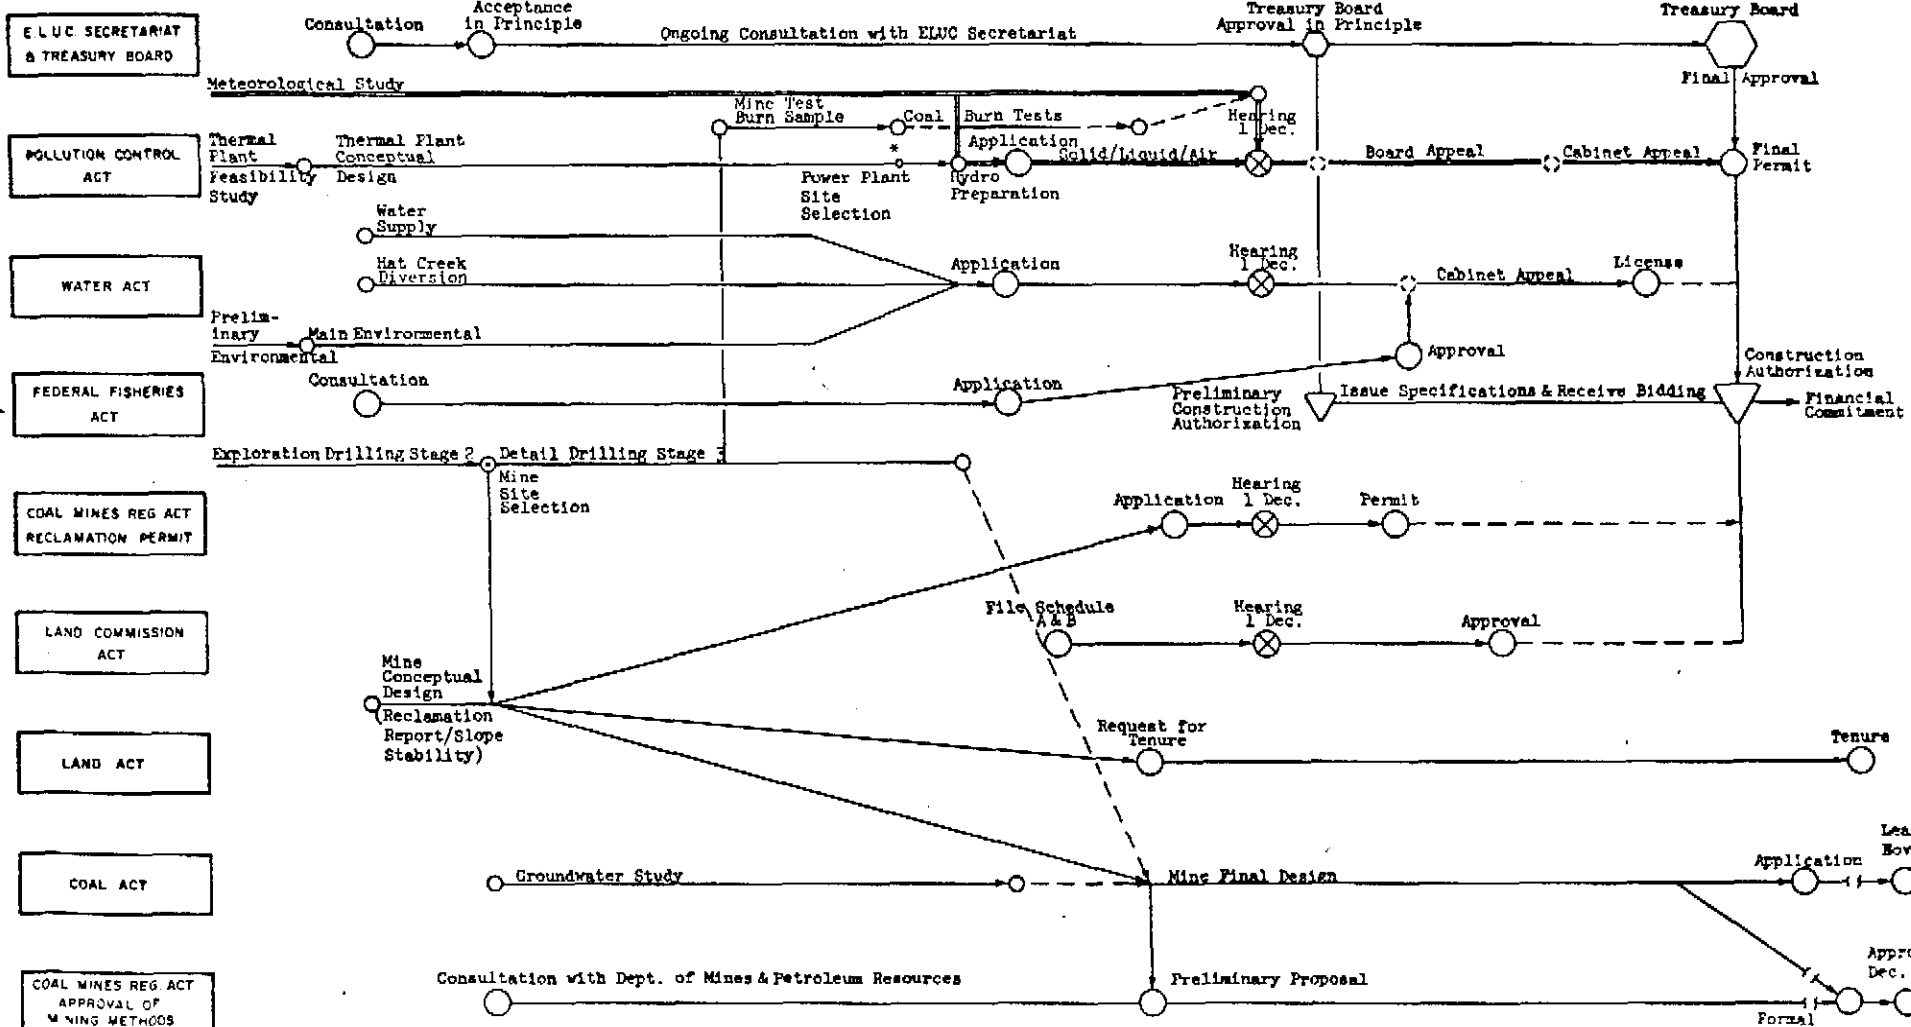 E.L.U.C. SECRETARIAT
& TREASURY BOARD
Consultation
Acceptance
in Principle
Ongoing Consultation with ELUC Secretariat
Treasury Board
Approval in Principle
Treasury Board
Final Approval
Meteorological Study
Mine Test
Burn Sample
Coal Burn Tests
Hearing
1 Dec.
POLLUTION CONTROL
ACT
Thermal
Plant
Feasibility
Study
Thermal Plant
Conceptual
Design
*
Power Plant
Site
Selection
Application
Hydro
Preparation
Solid/Liquid/Air
Board Appeal
Cabinet Appeal
Final
Permit
Water
Supply
WATER ACT
Hat Creek
Diversion
Application
Hearing
1 Dec.
Cabinet Appeal
License
Prelim-
inary
Environmental
Main Environmental
Approval
Construction
Authorization
FEDERAL FISHERIES
ACT
Consultation
Application
Preliminary
Construction
Authorization
Issue Specifications & Receive Bidding
Financial
Commitment
Exploration Drilling Stage 2
Detail Drilling Stage 3
Mine
Site
Selection
COAL MINES REG ACT
RECLAMATION PERMIT
Application
Hearing
1 Dec.
Permit
LAND COMMISSION
ACT
File Schedule
A & B
Hearing
1 Dec.
Approval
Mine
Conceptual
Design
(Reclamation
Report/Slope
Stability)
LAND ACT
Request for
Tenure
Tenure
COAL ACT
Groundwater Study
Mine Final Design
Application
Lea
Nov
COAL MINES REG. ACT
APPROVAL OF
MINING METHODS
Consultation with Dept. of Mines & Petroleum Resources
Preliminary Proposal
Formal
Appro
Dec.